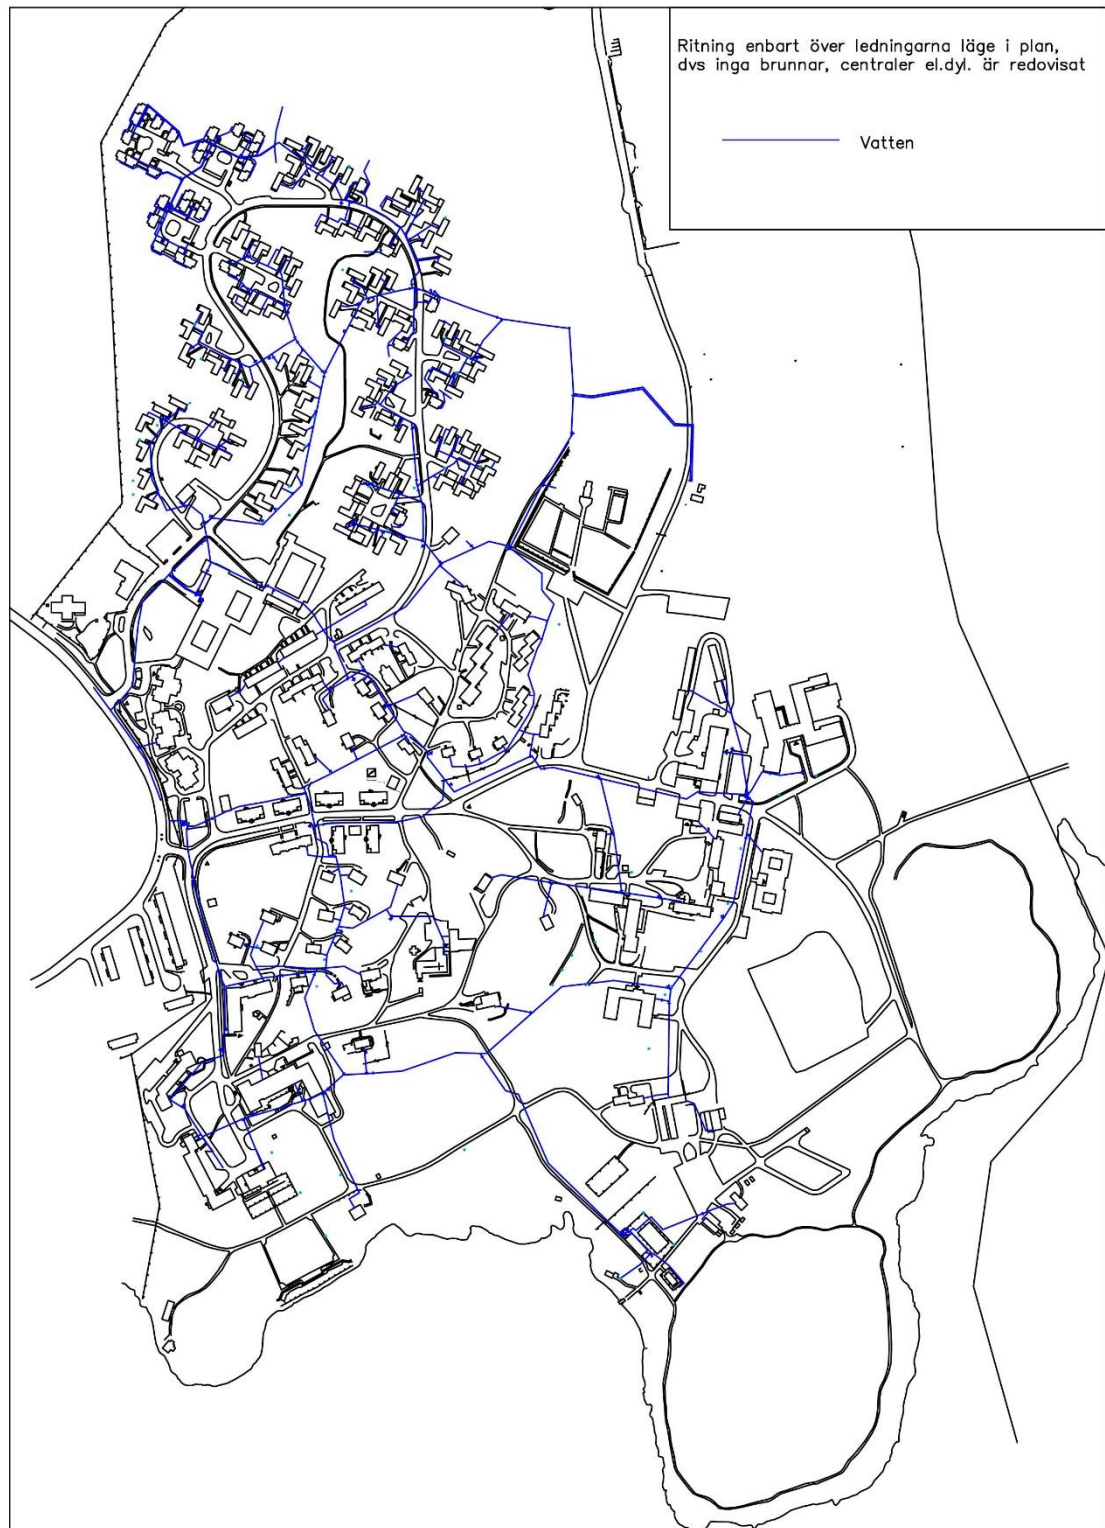 Ritning enbart över ledningarna läge i plan,
dvs inga brunnar, centraler el.dyl. är redovisat
Vatten